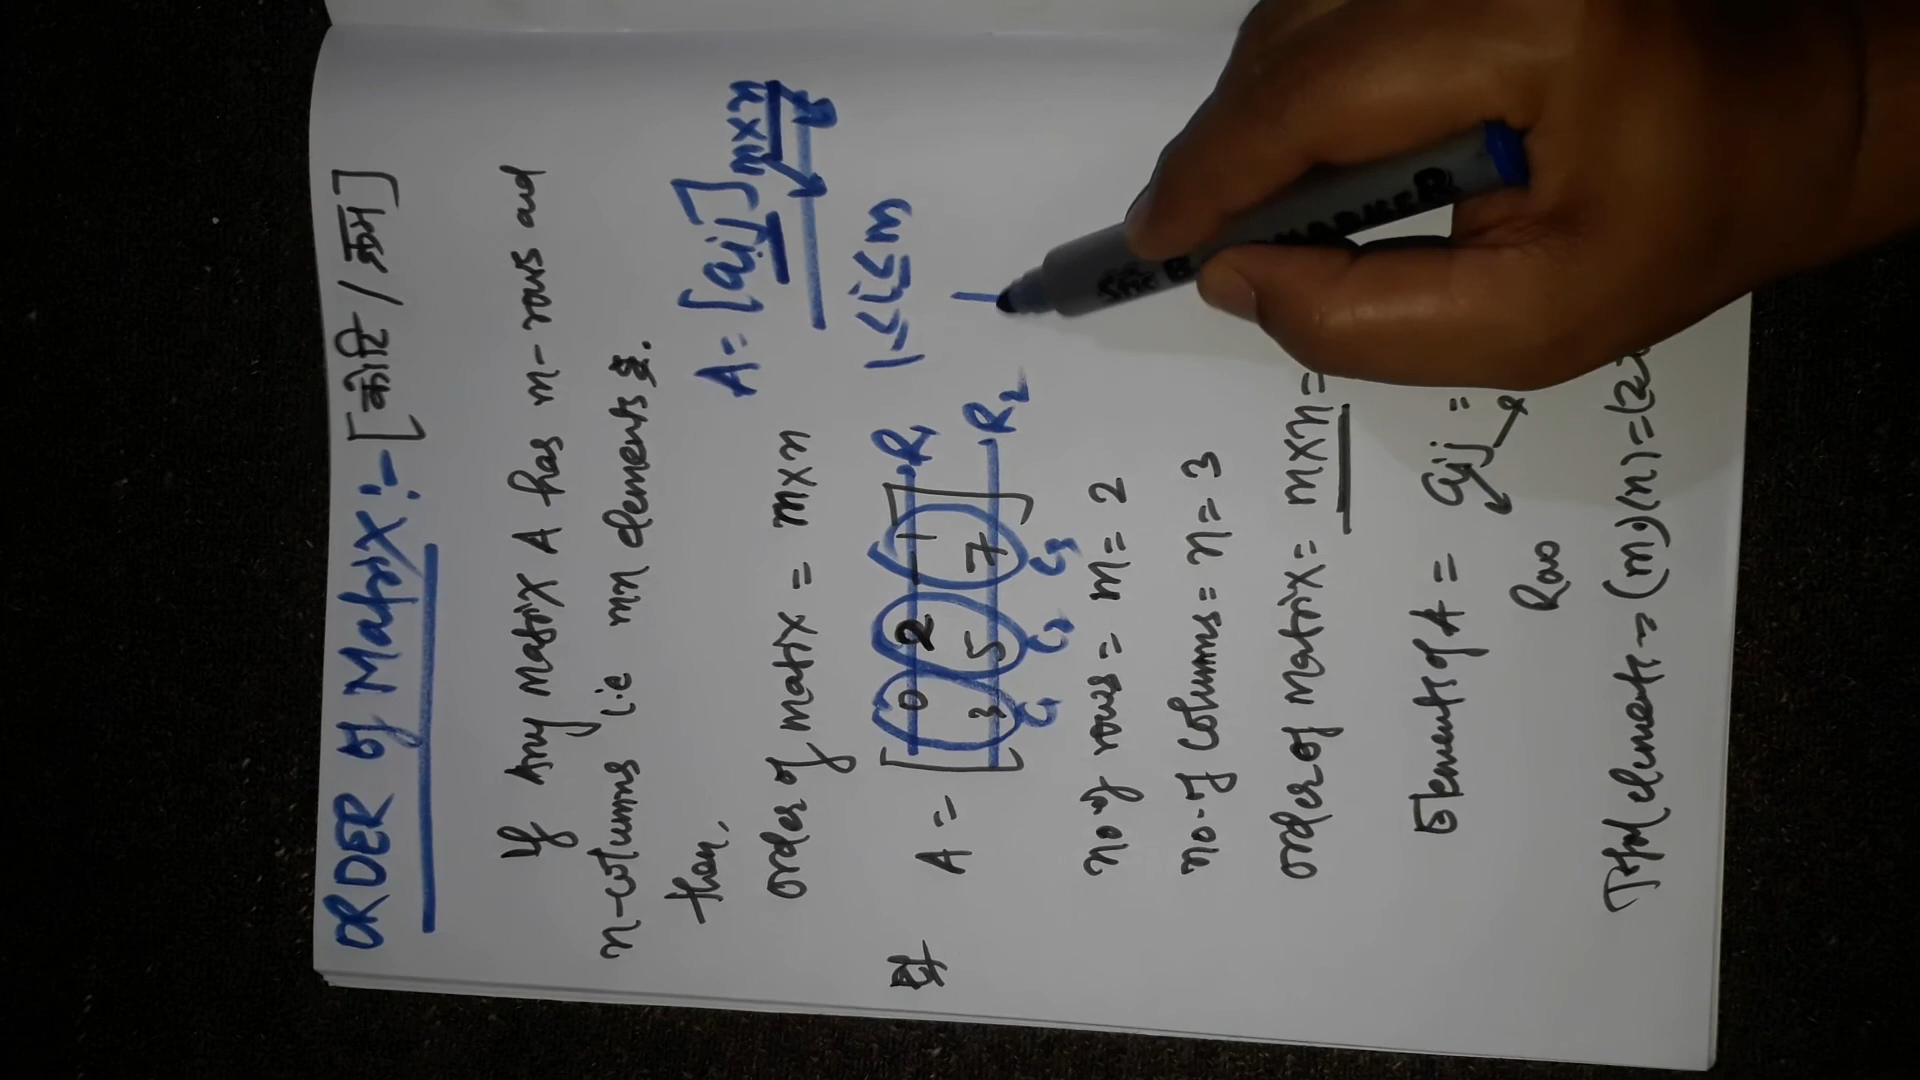 ORDER of Matrix:- [कोटि / क्रम]
If Any Matrix A has m-rows and
n-columns i.e mn elements.
then,
order of matrix = m×n
A = [aij]m×n
1≤i≤m
A = [0 2 1] R1
[3 5 7] R2
C1 C2 C3
no of rows = m = 2
no. of columns = n = 3
order of matrix = m×n =
Elements of A = aij =
Row
Total elements = (m)(n) = (2
MARKER